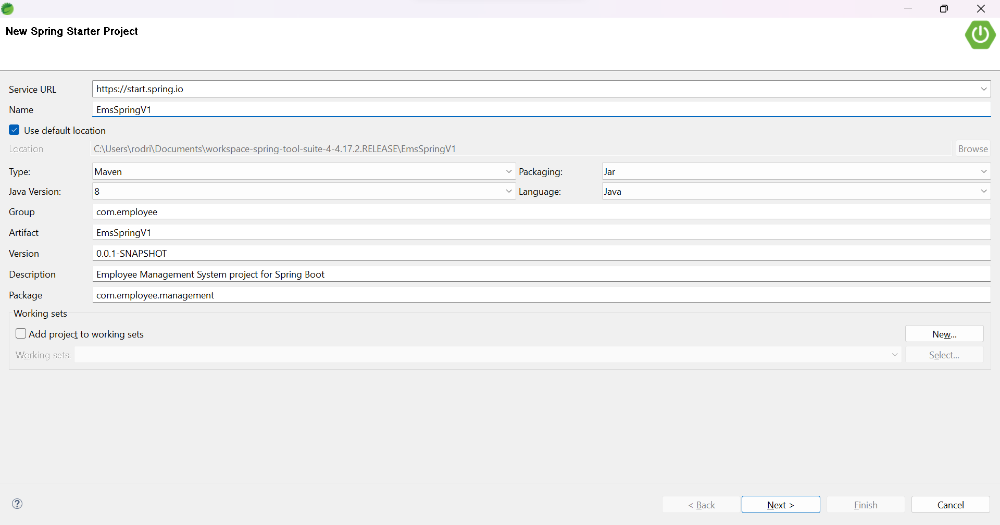 New Spring Starter Project
Service URL https://start.spring.io
Name EmsSpringV1
Use default location
Location C:\Users\rodri\Documents\workspace-spring-tool-suite-4-4.17.2.RELEASE\EmsSpringV1 Browse
Type: Maven Packaging: Jar
Java Version: 8 Language: Java
Group com.employee
Artifact EmsSpringV1
Version 0.0.1-SNAPSHOT
Description Employee Management System project for Spring Boot
Package com.employee.management
Working sets
Add project to working sets New...
Working sets: Select...
? < Back Next > Finish Cancel